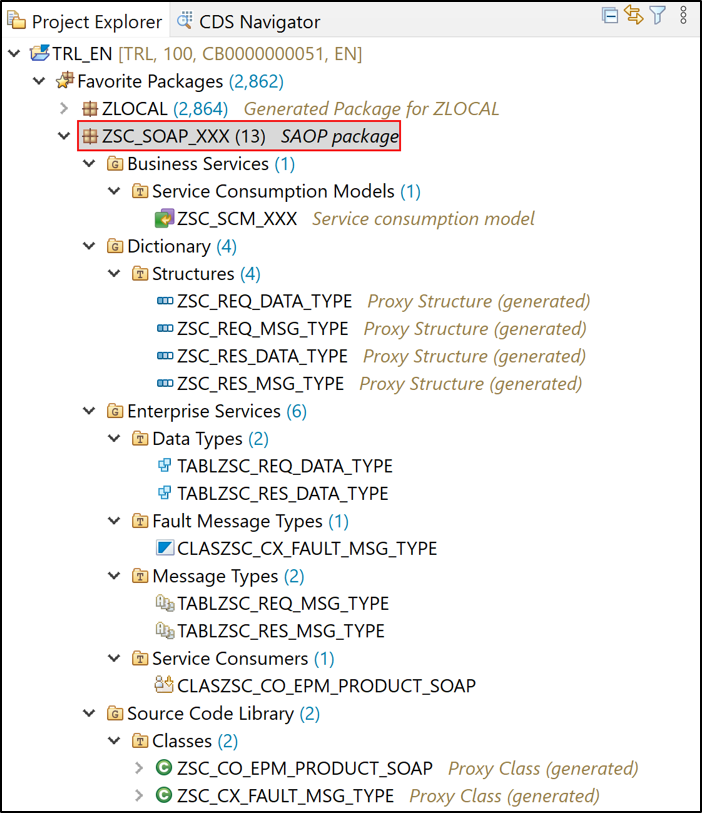 Project Explorer CDS Navigator
TRL_EN [TRL, 100, CB0000000051, EN]
Favorite Packages (2,862)
ZLOCAL (2,864) Generated Package for ZLOCAL
ZSC_SOAP_XXX (13) SAOP package
Business Services (1)
Service Consumption Models (1)
ZSC_SCM_XXX Service consumption model
Dictionary (4)
Structures (4)
ZSC_REQ_DATA_TYPE Proxy Structure (generated)
ZSC_REQ_MSG_TYPE Proxy Structure (generated)
ZSC_RES_DATA_TYPE Proxy Structure (generated)
ZSC_RES_MSG_TYPE Proxy Structure (generated)
Enterprise Services (6)
Data Types (2)
TABLZSC_REQ_DATA_TYPE
TABLZSC_RES_DATA_TYPE
Fault Message Types (1)
CLASZSC_CX_FAULT_MSG_TYPE
Message Types (2)
TABLZSC_REQ_MSG_TYPE
TABLZSC_RES_MSG_TYPE
Service Consumers (1)
CLASZSC_CO_EPM_PRODUCT_SOAP
Source Code Library (2)
Classes (2)
ZSC_CO_EPM_PRODUCT_SOAP Proxy Class (generated)
ZSC_CX_FAULT_MSG_TYPE Proxy Class (generated)